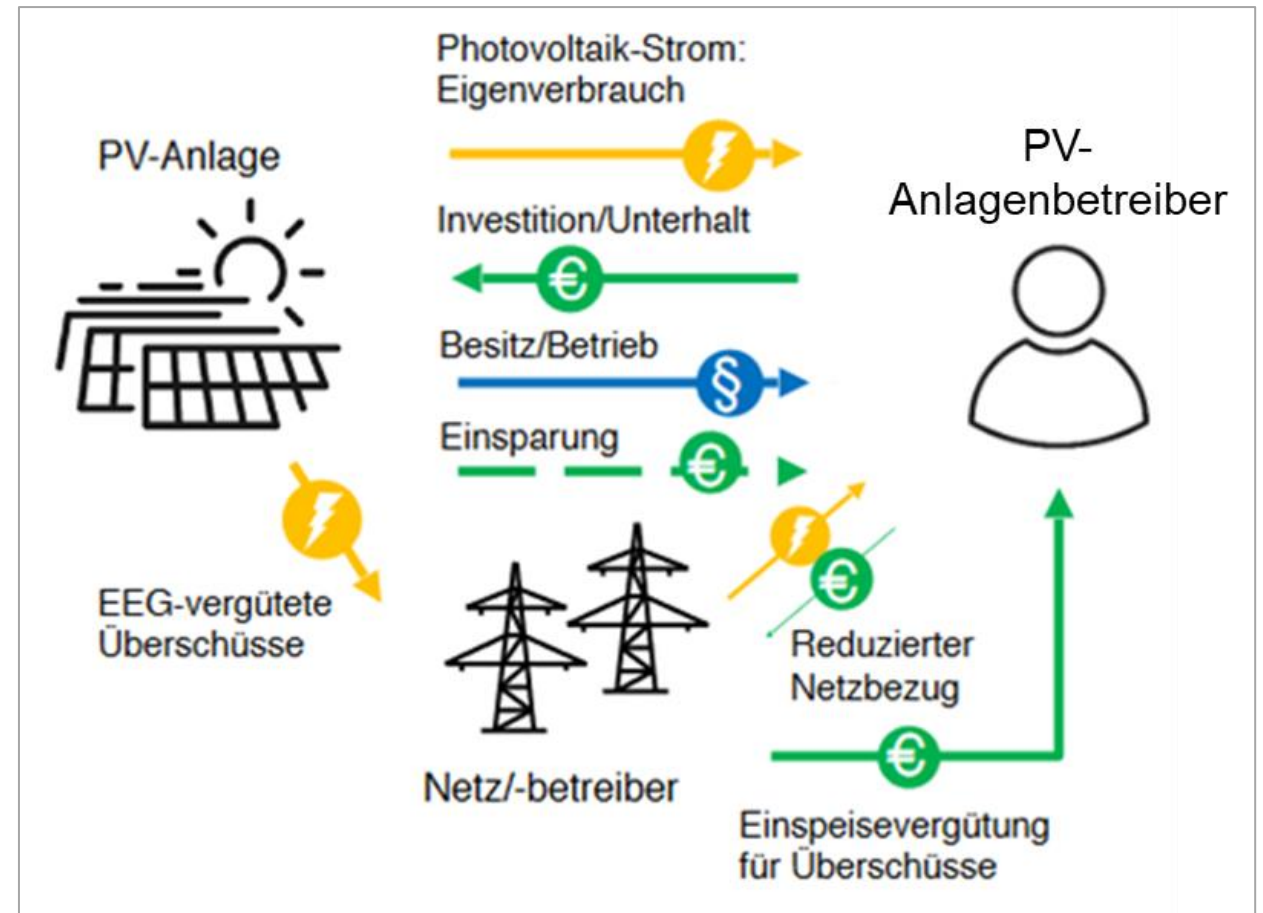 Photovoltaik-Strom:
Eigenverbrauch
PV-Anlage
PV-
Anlagenbetreiber
Investition/Unterhalt
€
Besitz/Betrieb
§
Einsparung
€
EEG-vergütete
Überschüsse
€
Reduzierter
Netzbezug
Netz/-betreiber
€
Einspeisevergütung
für Überschüsse